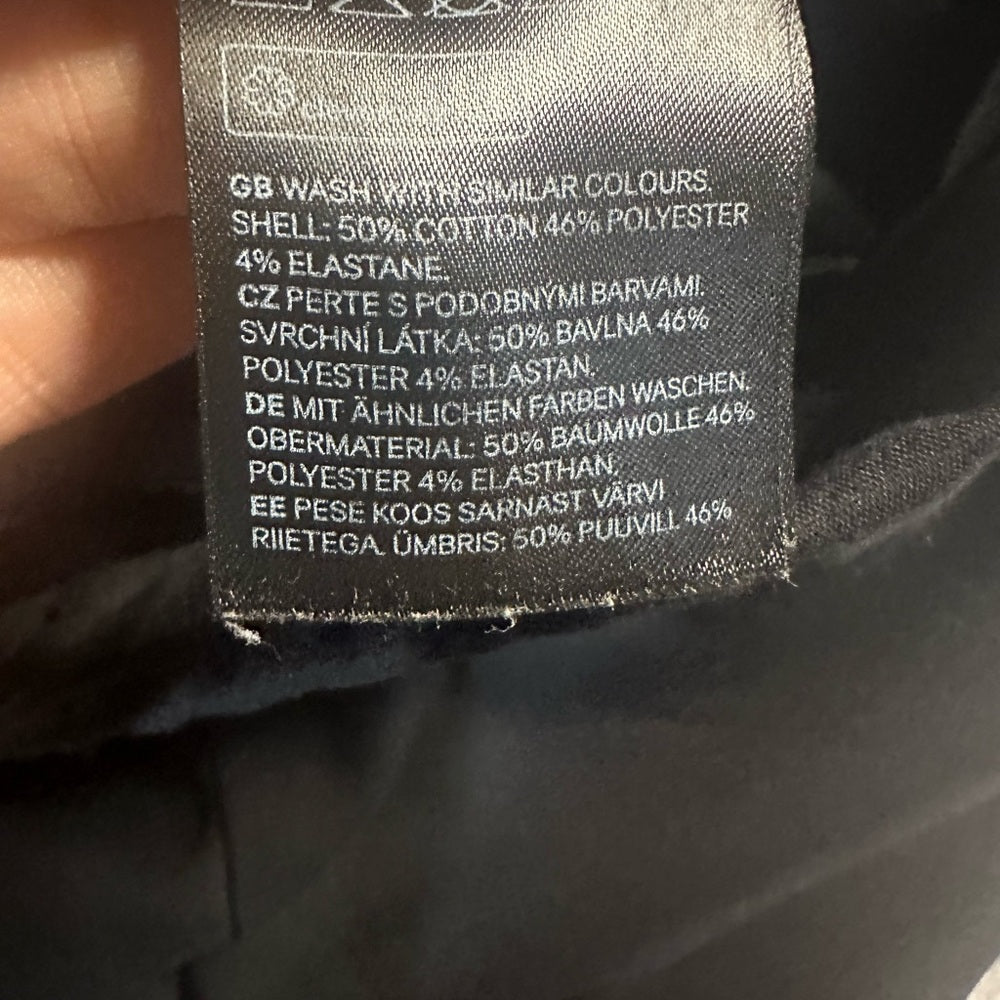 GB WASH WITH SIMILAR COLOURS.
SHELL: 50% COTTON 46% POLYESTER
4% ELASTANE.
CZ PERTE S PODOBNÝMI BARVAMI.
SVRCHNÍ LÁTKA: 50% BAVLNA 46%
POLYESTER 4% ELASTAN.
DE MIT ÄHNLICHEN FARBEN WASCHEN.
OBERMATERIAL: 50% BAUMWOLLE 46%
POLYESTER 4% ELASTHAN.
EE PESE KOOS SARNAST VÄRVI
RIIETEGA. ÜMBRIS: 50% PUUVILL 46%